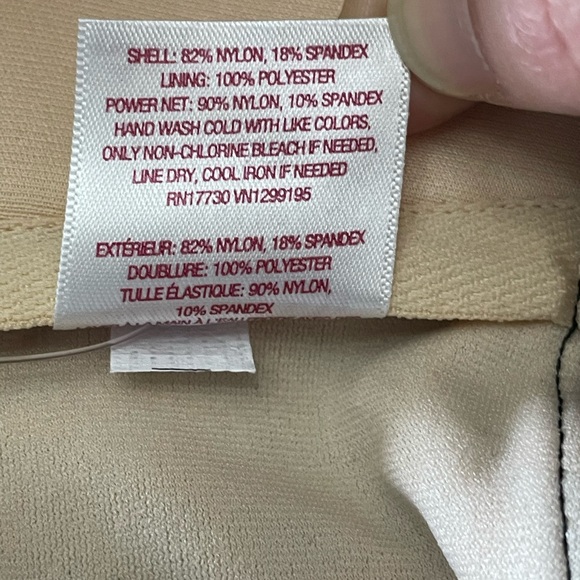 SHELL: 82% NYLON, 18% SPANDEX
LINING: 100% POLYESTER
POWER NET: 90% NYLON, 10% SPANDEX
HAND WASH COLD WITH LIKE COLORS,
ONLY NON-CHLORINE BLEACH IF NEEDED,
LINE DRY, COOL IRON IF NEEDED
RN17730 VN1299195
EXTÉRIEUR: 82% NYLON, 18% SPANDEX
DOUBLURE: 100% POLYESTER
TULLE ÉLASTIQUE: 90% NYLON,
10% SPANDEX